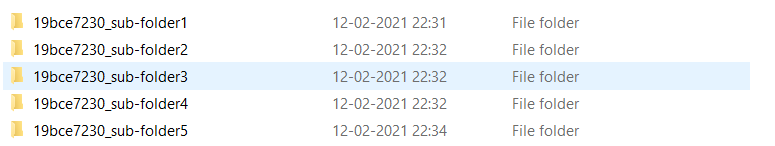 19bce7230_sub-folder1 12-02-2021 22:31 File folder
19bce7230_sub-folder2 12-02-2021 22:32 File folder
19bce7230_sub-folder3 12-02-2021 22:32 File folder
19bce7230_sub-folder4 12-02-2021 22:32 File folder
19bce7230_sub-folder5 12-02-2021 22:34 File folder